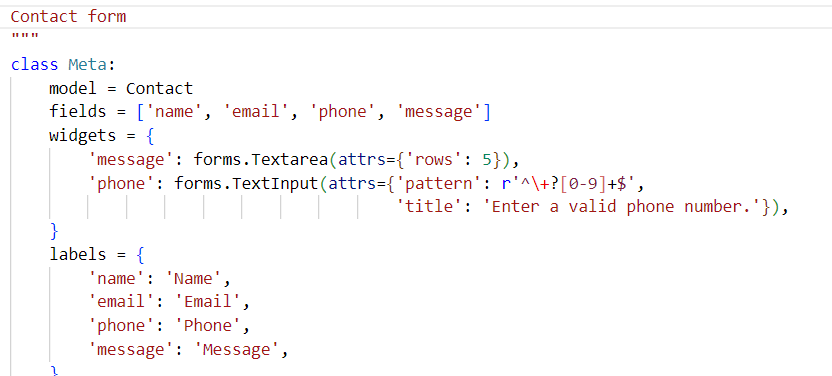 Contact form
"""
class Meta:
    model = Contact
    fields = ['name', 'email', 'phone', 'message']
    widgets = {
        'message': forms.Textarea(attrs={'rows': 5}),
        'phone': forms.TextInput(attrs={'pattern': r'^\+?[0-9]+$',
                                        'title': 'Enter a valid phone number.'}),
    }
    labels = {
        'name': 'Name',
        'email': 'Email',
        'phone': 'Phone',
        'message': 'Message',
    }